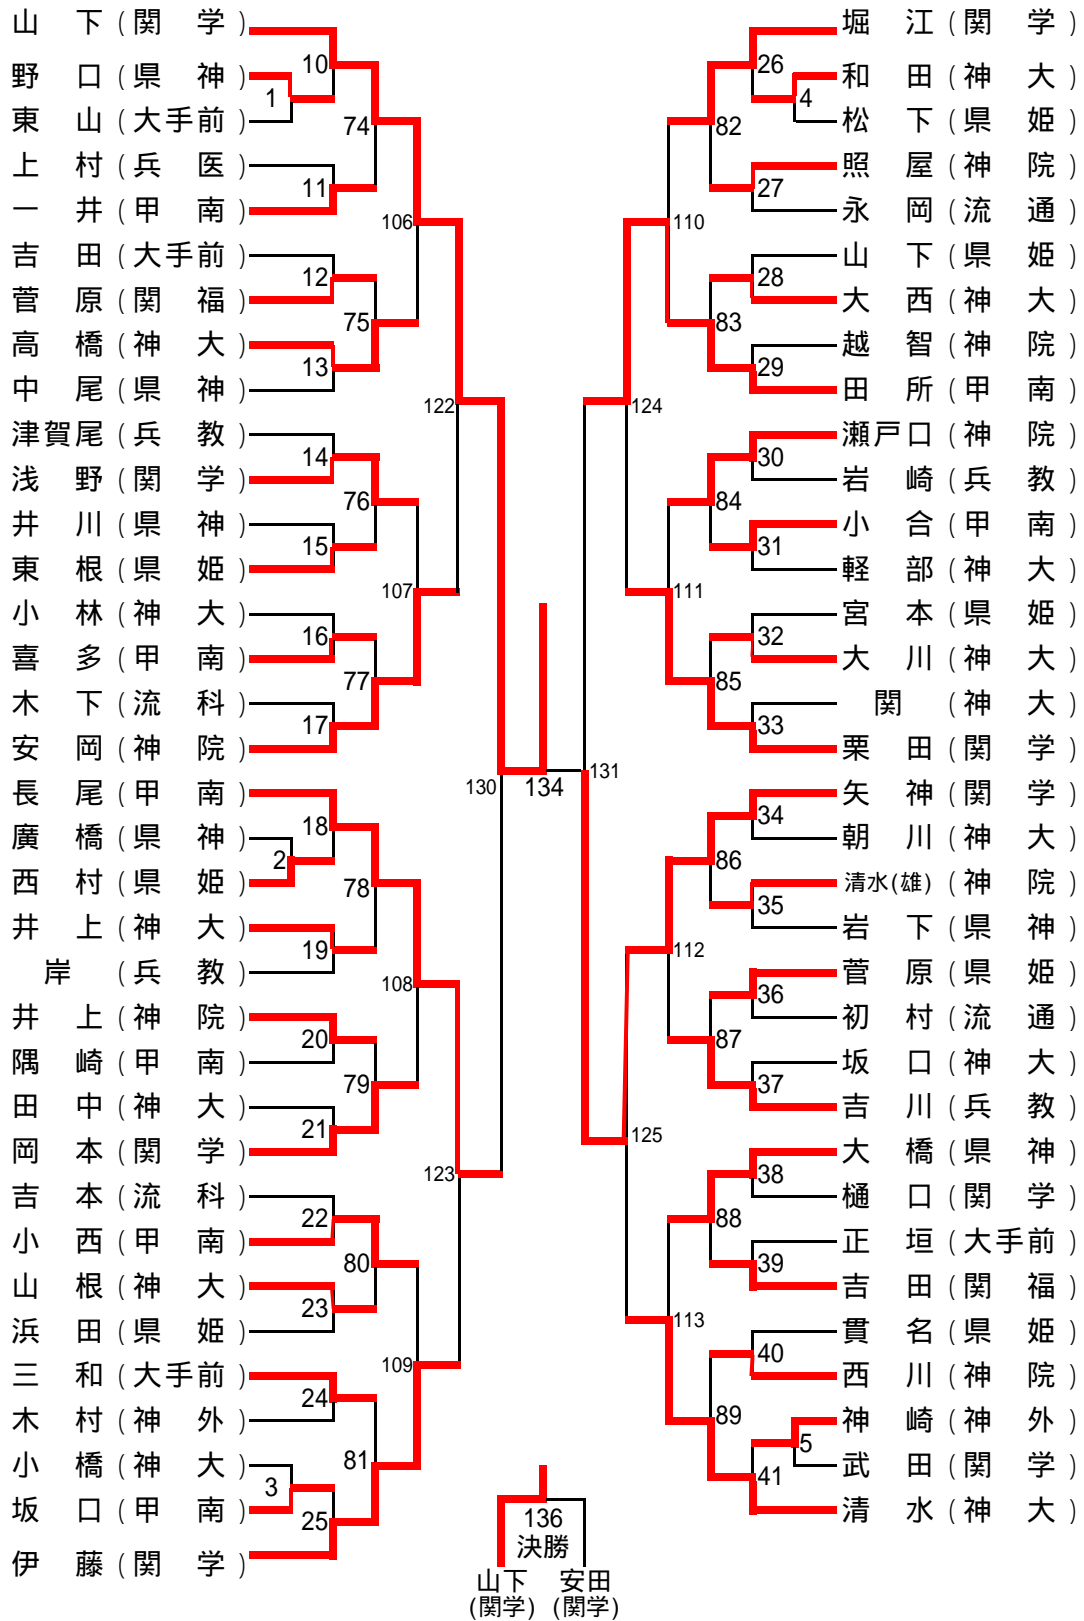 山下(関学)
野口(県神)
東山(大手前)
上村(兵医)
一井(甲南)
吉田(大手前)
菅原(関福)
高橋(神大)
中尾(県神)
津賀尾(兵教)
浅野(関学)
井川(県神)
東根(県姫)
小林(神大)
喜多(甲南)
木下(流科)
安岡(神院)
長尾(甲南)
廣橋(県神)
西村(県姫)
井上(神大)
岸(兵教)
井上(神院)
隅崎(甲南)
田中(神大)
岡本(関学)
吉本(流科)
小西(甲南)
山根(神大)
浜田(県姫)
三和(大手前)
木村(神外)
小橋(神大)
坂口(甲南)
伊藤(関学)
1
2
3
10
11
12
13
14
15
16
17
18
19
20
21
22
23
24
25
74
75
76
77
78
79
80
81
106
107
108
109
122
123
130
134
131
124
125
110
111
112
113
82
83
84
85
86
87
88
89
26
27
28
29
30
31
32
33
34
35
36
37
38
39
40
41
4
5
堀江(関学)
和田(神大)
松下(県姫)
照屋(神院)
永岡(流通)
山下(県姫)
大西(神大)
越智(神院)
田所(甲南)
瀬戸口(神院)
岩崎(兵教)
小合(甲南)
軽部(神大)
宮本(県姫)
大川(神大)
関(神大)
栗田(関学)
矢神(関学)
朝川(神大)
清水(雄)(神院)
岩下(県神)
菅原(県姫)
初村(流通)
坂口(神大)
吉川(兵教)
大橋(県神)
樋口(関学)
正垣(大手前)
吉田(関福)
貫名(県姫)
西川(神院)
神崎(神外)
武田(関学)
清水(神大)
136
決勝
山下 安田
(関学) (関学)